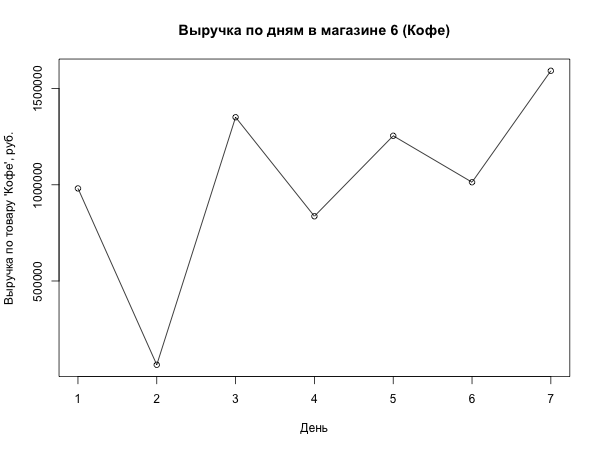 Выручка по дням в магазине 6 (Кофе)
Выручка по товару 'Кофе', руб.
1500000
1000000
500000
1 2 3 4 5 6 7
День